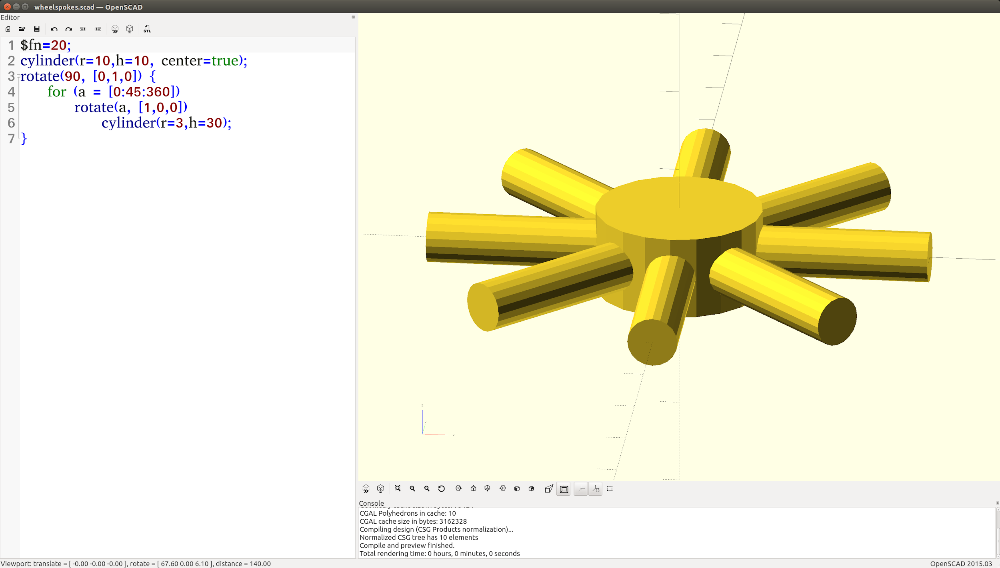 wheelspokes.scad — OpenSCAD
Editor
STL
1 $fn=20;
2 cylinder(r=10,h=10, center=true);
3 rotate(90, [0,1,0]) {
4 for (a = [0:45:360])
5 rotate(a, [1,0,0])
6 cylinder(r=3,h=30);
7 }
z
y
x
10
Console
CGAL Polyhedrons in cache: 10
CGAL cache size in bytes: 3162328
Compiling design (CSG Products normalization)...
Normalized CSG tree has 10 elements
Compile and preview finished.
Total rendering time: 0 hours, 0 minutes, 0 seconds
Viewport: translate = [ -0.00 -0.00 -0.00 ], rotate = [ 67.60 0.00 6.10 ], distance = 140.00
OpenSCAD 2015.03